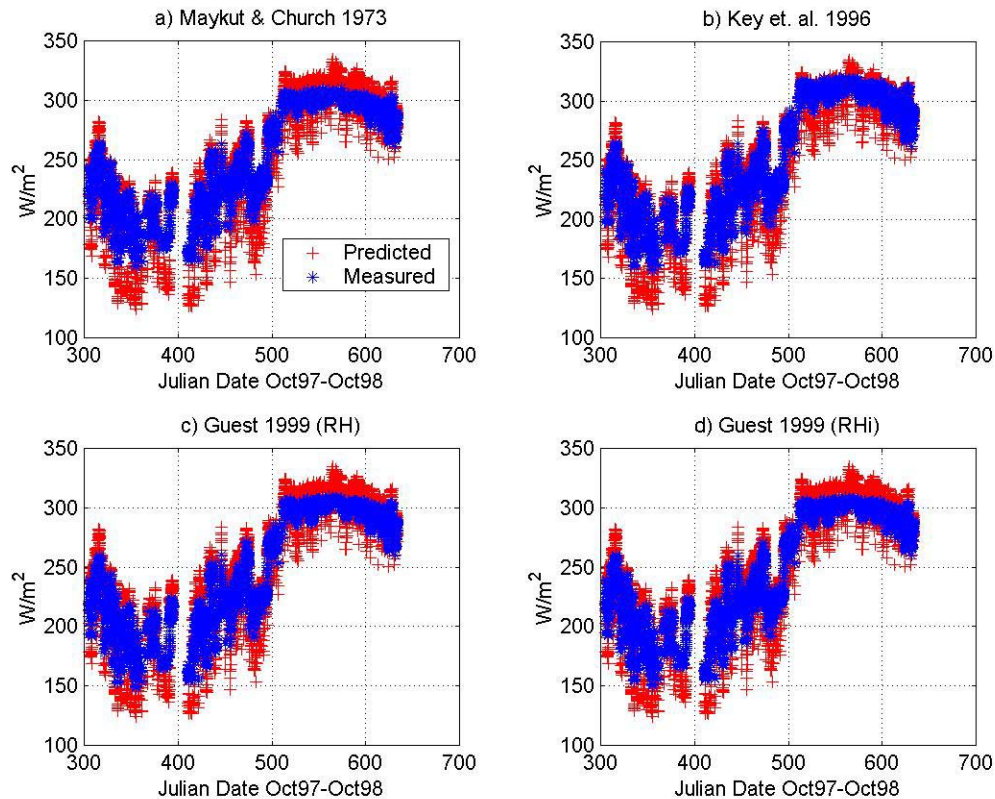 a) Maykut & Church 1973
350
300
250
200
150
100
W/m²
300 400 500 600 700
Julian Date Oct97-Oct98
Predicted
Measured
b) Key et. al. 1996
350
300
250
200
150
100
W/m²
300 400 500 600 700
Julian Date Oct97-Oct98
c) Guest 1999 (RH)
350
300
250
200
150
100
W/m²
300 400 500 600 700
Julian Date Oct97-Oct98
d) Guest 1999 (RHi)
350
300
250
200
150
100
W/m²
300 400 500 600 700
Julian Date Oct97-Oct98